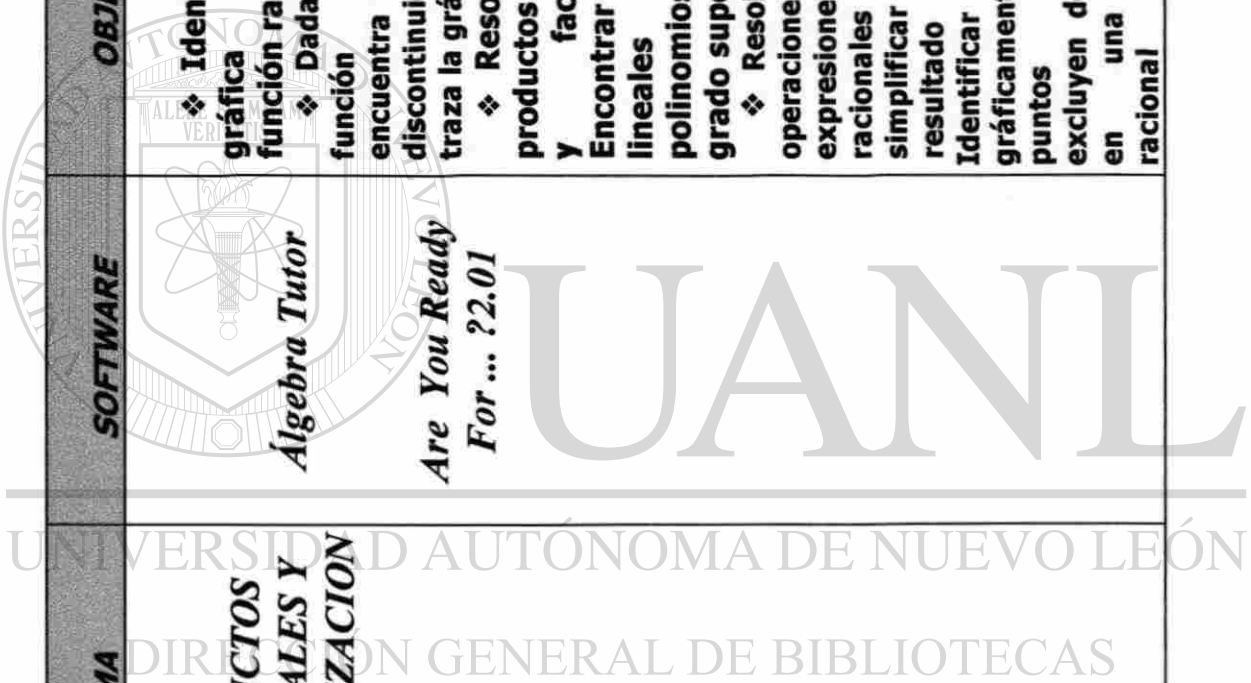 MA
CTOS
ALES Y
ZACION
SOFTWARE
Álgebra Tutor
Are You Ready
For ... ?2.01
OBJ
❖ Iden
gráfica
función ra
❖ Dada
función
encuentra
discontinui
traza la grá
❖ Reso
productos
y fac
Encontrar
lineales
polinomios
grado supe
❖ Reso
operacione
expresione
racionales
simplificar
resultado
Identificar
gráficament
puntos
excluyen d
en una
racional
UANL
UNIVERSIDAD AUTÓNOMA DE NUEVO LEÓN
DIRECCIÓN GENERAL DE BIBLIOTECAS